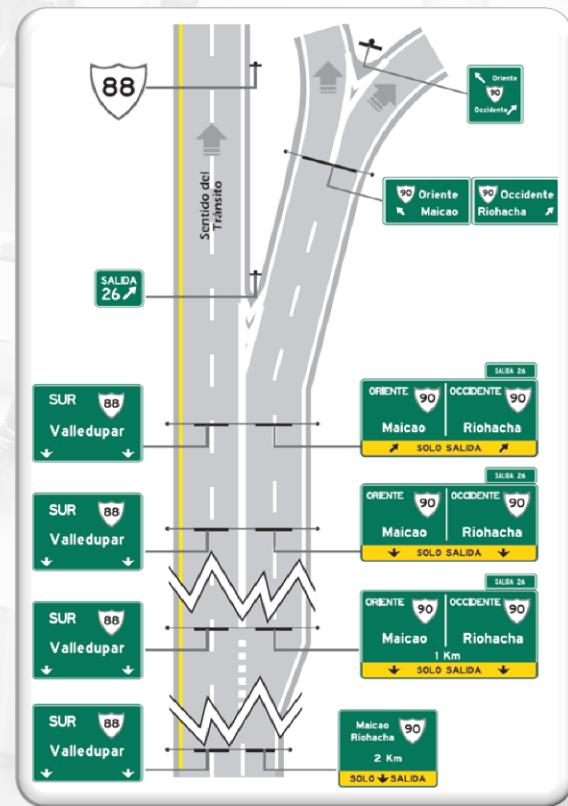 88
Oriente
90
Occidente
90 Oriente
Maicao
90 Occidente
Riohacha
Sentido del
Tránsito
SALIDA
26
SALIDA 26
SUR 88
Valledupar
ORIENTE 90
Maicao
OCCIDENTE 90
Riohacha
SOLO SALIDA
SALIDA 26
SUR 88
Valledupar
ORIENTE 90
Maicao
OCCIDENTE 90
Riohacha
SOLO SALIDA
SALIDA 26
SUR 88
Valledupar
ORIENTE 90
Maicao
OCCIDENTE 90
Riohacha
1 Km
SOLO SALIDA
SUR 88
Valledupar
Maicao
Riohacha
90
2 Km
SOLO SALIDA